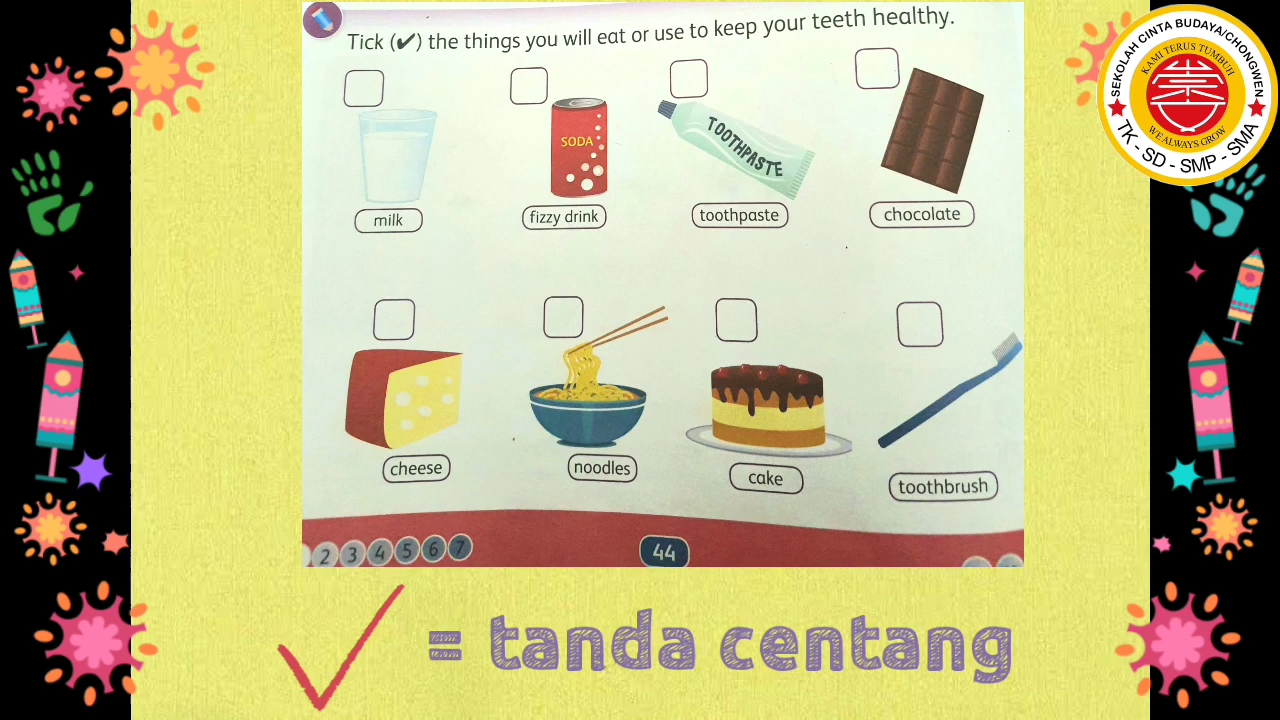 Tick (✔) the things you will eat or use to keep your teeth healthy.
SODA
TOOTHPASTE
milk
fizzy drink
toothpaste
chocolate
cheese
noodles
cake
toothbrush
2 3 4 5 6 7
44
✓ = tanda centang
SEKOLAH CINTA BUDAYA/CHONGWEN
KAMI TERUS TUMBUH
WE ALWAYS GROW
TK - SD - SMP - SMA